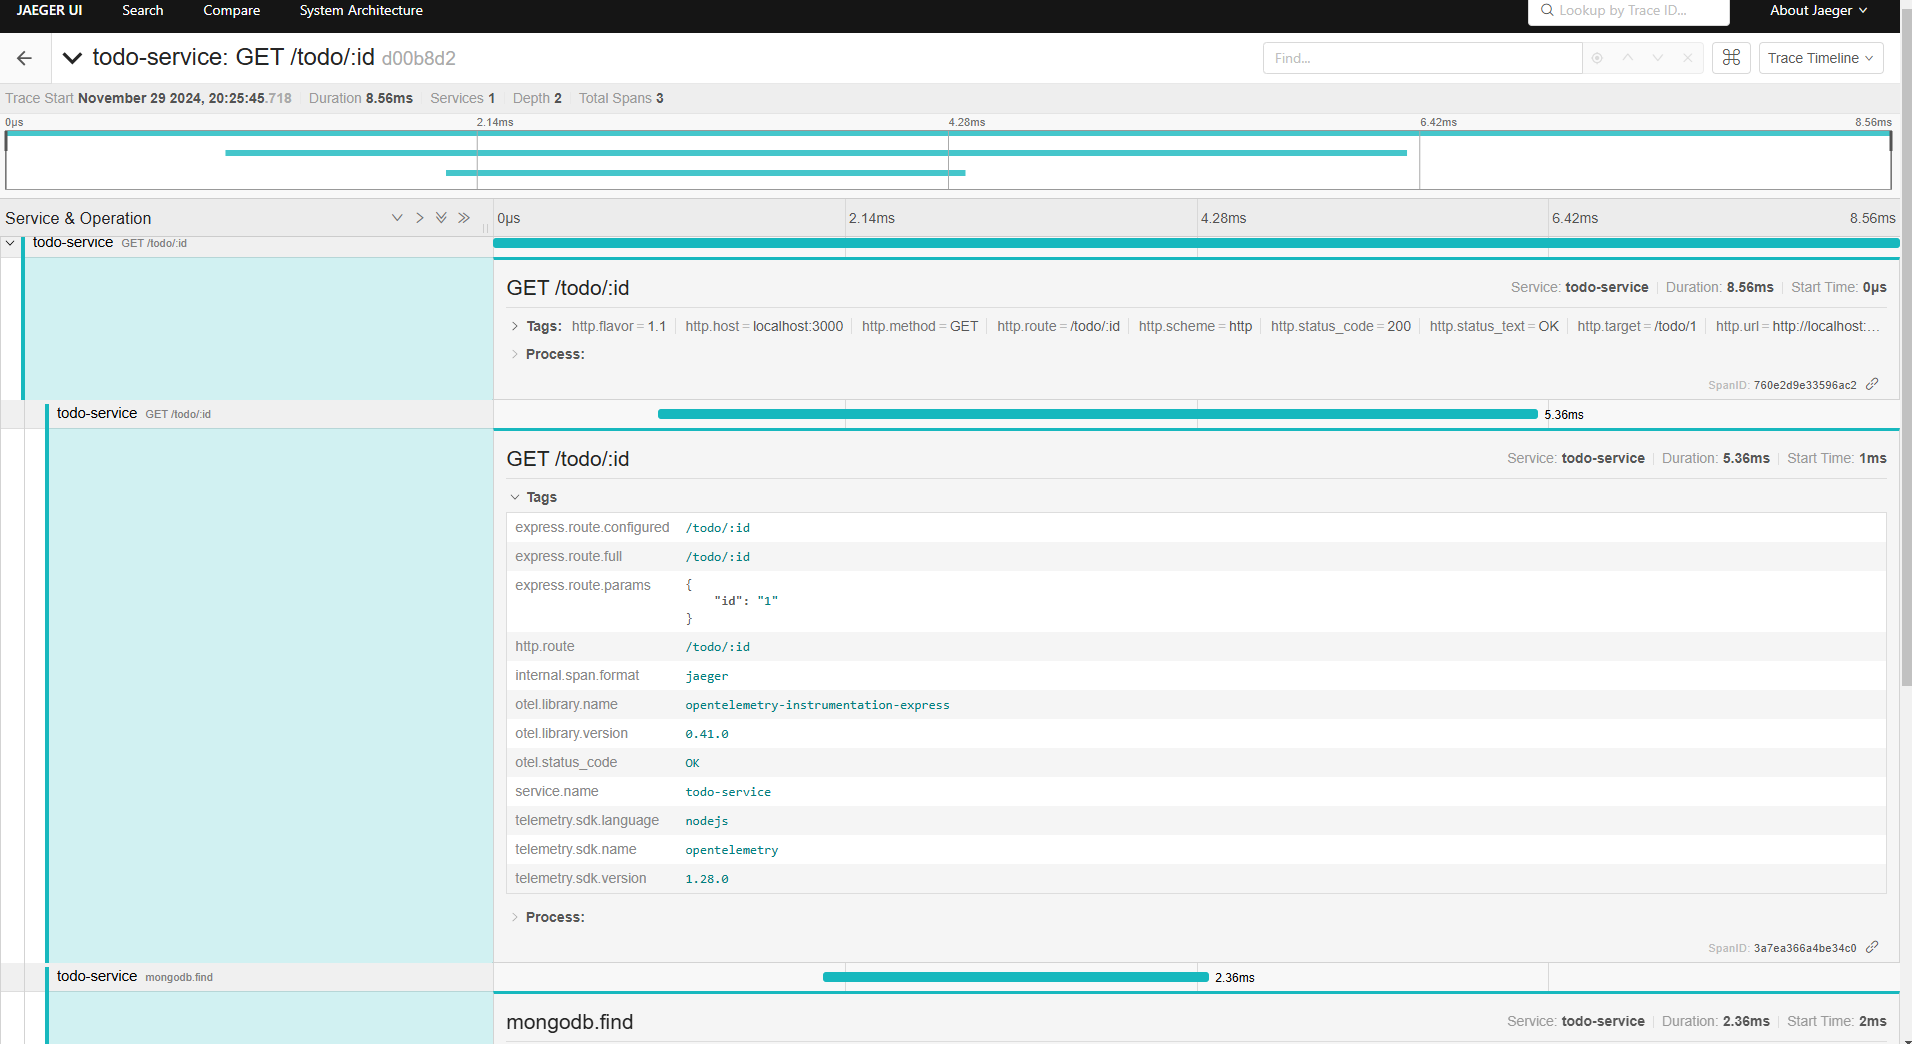 JAEGER UI Search Compare System Architecture Lookup by Trace ID... About Jaeger
todo-service: GET /todo/:id d00b8d2 Find... Trace Timeline
Trace Start November 29 2024, 20:25:45.718 Duration 8.56ms Services 1 Depth 2 Total Spans 3
0μs 2.14ms 4.28ms 6.42ms 8.56ms
Service & Operation 0μs 2.14ms 4.28ms 6.42ms 8.56ms
todo-service GET /todo/:id
GET /todo/:id Service: todo-service Duration: 8.56ms Start Time: 0μs
Tags: http.flavor = 1.1 http.host = localhost:3000 http.method = GET http.route = /todo/:id http.scheme = http http.status_code = 200 http.status_text = OK http.target = /todo/1 http.url = http://localhost:...
Process:
SpanID: 760e2d9e33596ac2
todo-service GET /todo/:id 5.36ms
GET /todo/:id Service: todo-service Duration: 5.36ms Start Time: 1ms
Tags
express.route.configured /todo/:id
express.route.full /todo/:id
express.route.params {
"id": "1"
}
http.route /todo/:id
internal.span.format jaeger
otel.library.name opentelemetry-instrumentation-express
otel.library.version 0.41.0
otel.status_code OK
service.name todo-service
telemetry.sdk.language nodejs
telemetry.sdk.name opentelemetry
telemetry.sdk.version 1.28.0
Process:
SpanID: 3a7ea366a4be34c0
todo-service mongodb.find 2.36ms
mongodb.find Service: todo-service Duration: 2.36ms Start Time: 2ms